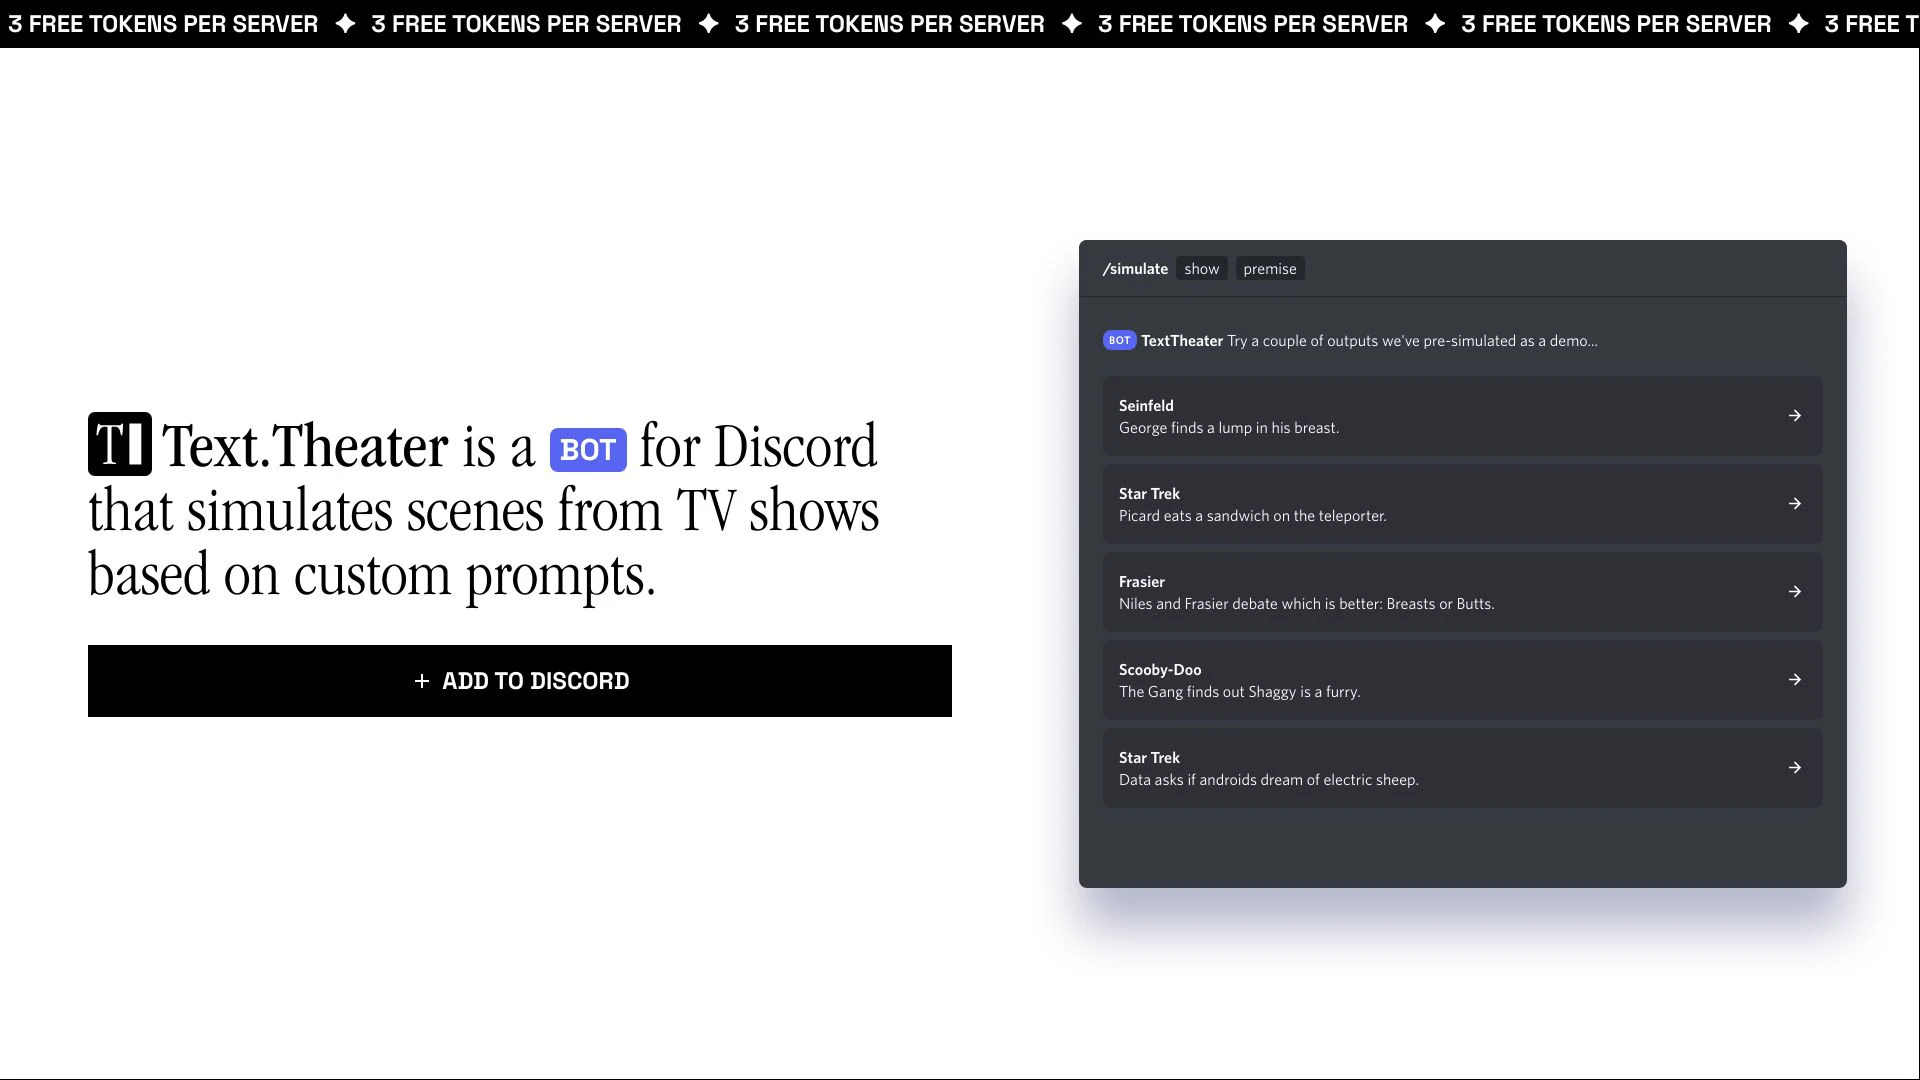 3 FREE TOKENS PER SERVER ✦ 3 FREE TOKENS PER SERVER ✦ 3 FREE TOKENS PER SERVER ✦ 3 FREE TOKENS PER SERVER ✦ 3 FREE TOKENS PER SERVER ✦ 3 FREE T
T Text.Theater is a BOT for Discord
that simulates scenes from TV shows
based on custom prompts.
+ ADD TO DISCORD
/simulate show premise
BOT TextTheater Try a couple of outputs we've pre-simulated as a demo...
Seinfeld
George finds a lump in his breast.
Star Trek
Picard eats a sandwich on the teleporter.
Frasier
Niles and Frasier debate which is better: Breasts or Butts.
Scooby-Doo
The Gang finds out Shaggy is a furry.
Star Trek
Data asks if androids dream of electric sheep.